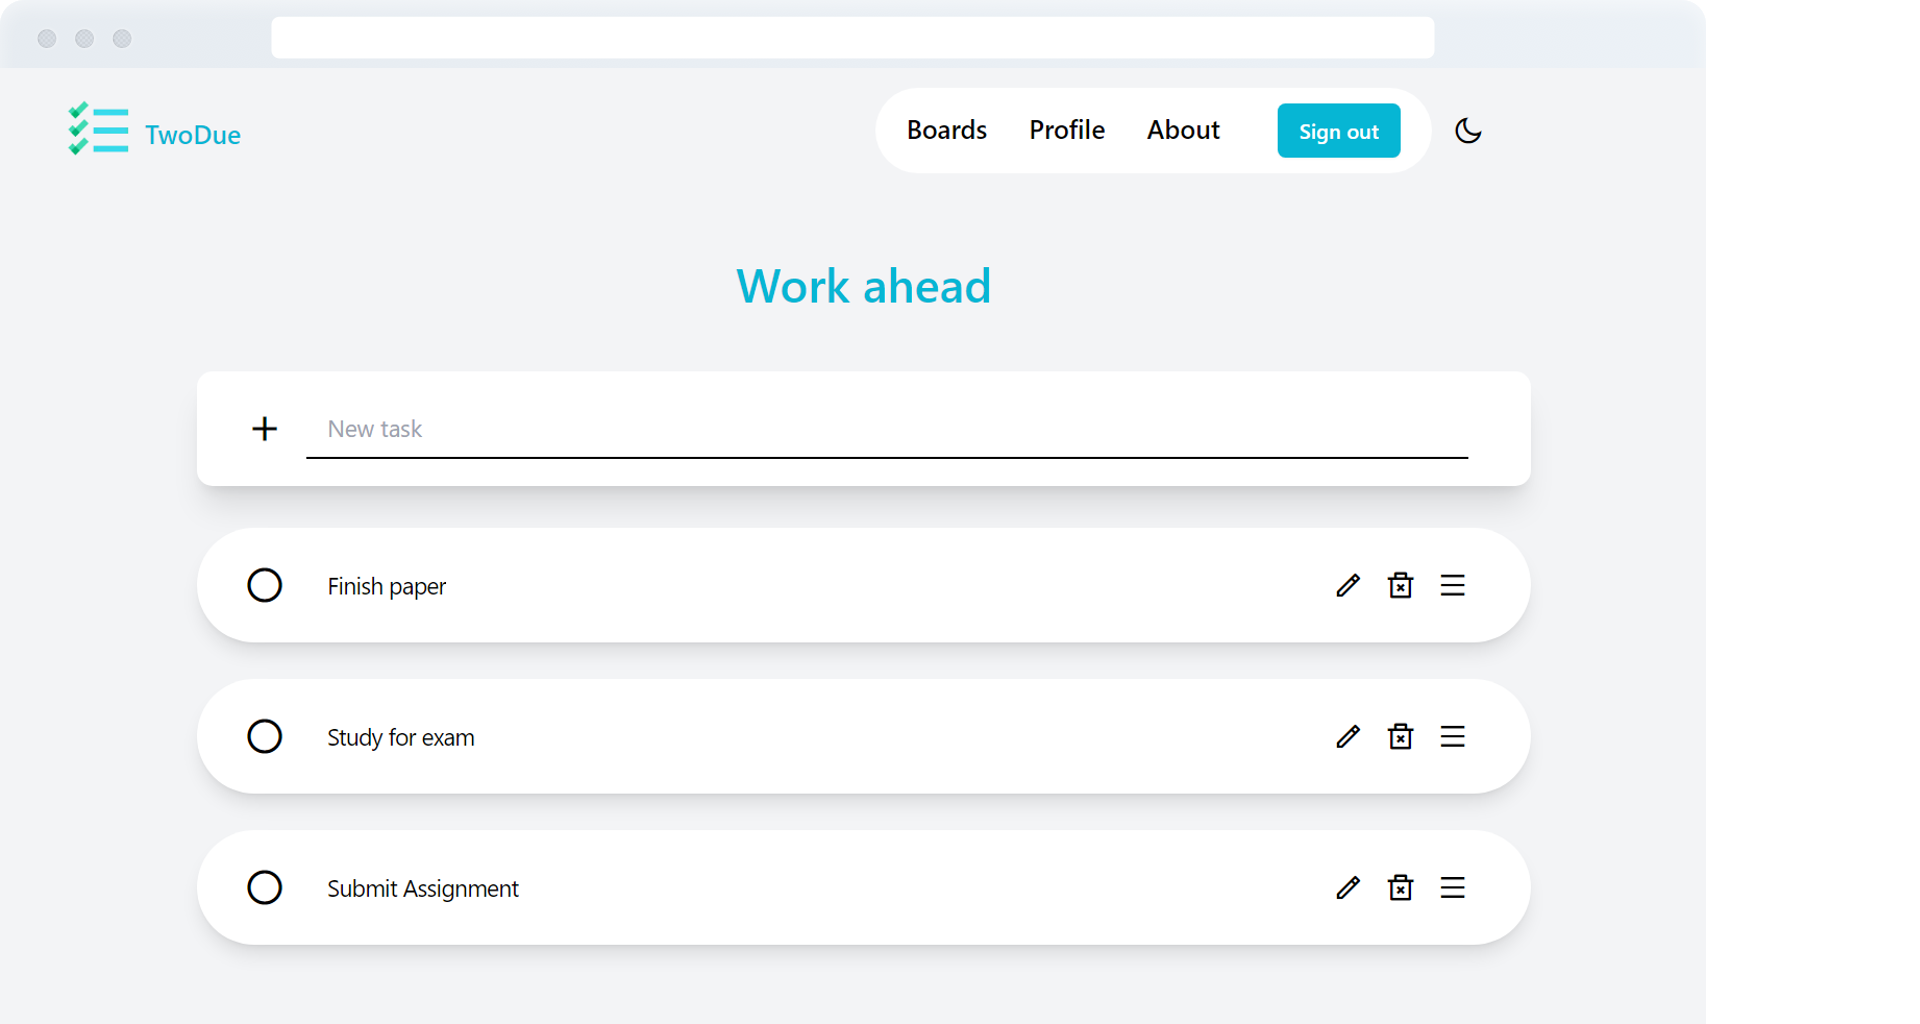 TwoDue
Boards Profile About Sign out
Work ahead
New task
Finish paper
Study for exam
Submit Assignment